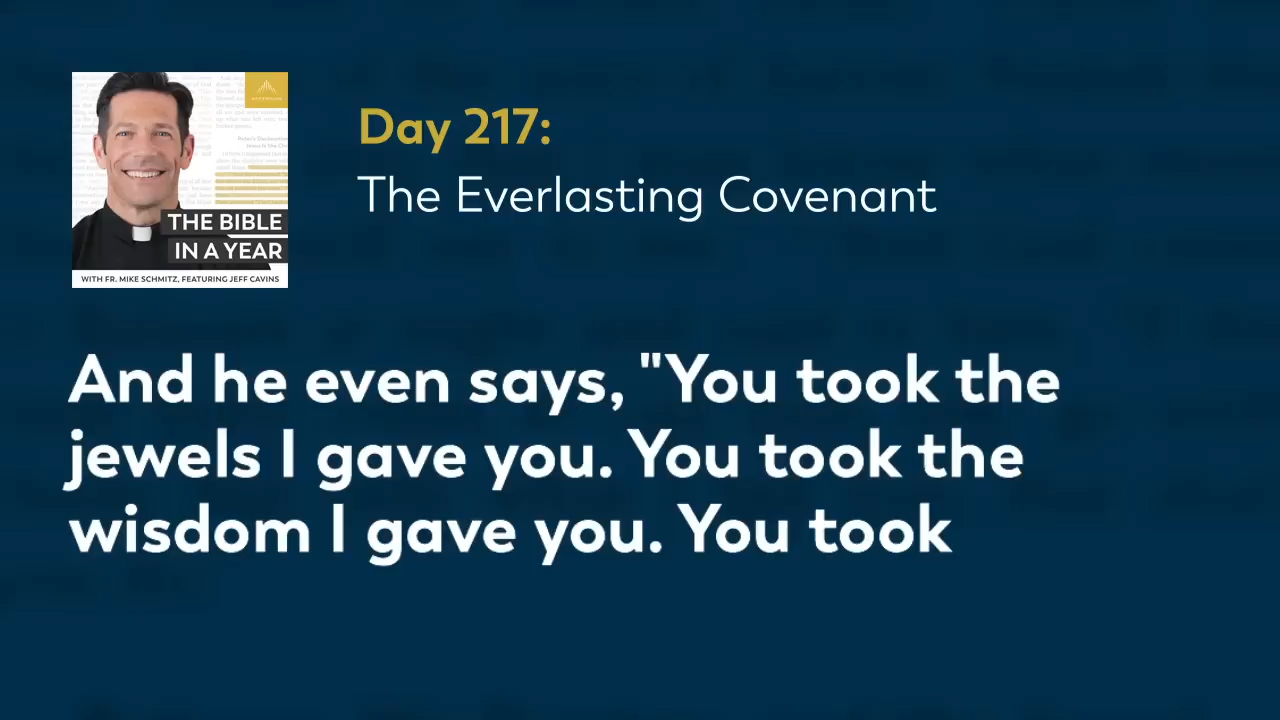 Day 217:
The Everlasting Covenant
THE BIBLE
IN A YEAR
WITH FR. MIKE SCHMITZ, FEATURING JEFF CAVINS
And he even says, "You took the
jewels I gave you. You took the
wisdom I gave you. You took